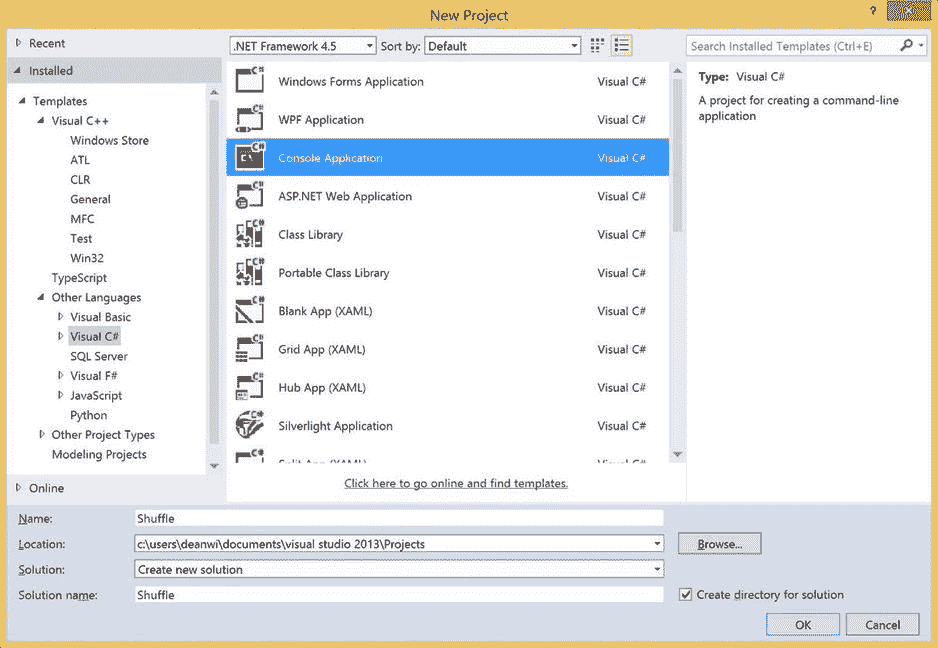 New Project
?
Recent
Installed
.NET Framework 4.5
Sort by:
Default
Search Installed Templates (Ctrl+E)
Templates
Visual C++
Windows Store
ATL
CLR
General
MFC
Test
Win32
TypeScript
Other Languages
Visual Basic
Visual C#
SQL Server
Visual F#
JavaScript
Python
Other Project Types
Modeling Projects
Online
Windows Forms Application Visual C#
WPF Application Visual C#
Console Application Visual C#
ASP.NET Web Application Visual C#
Class Library Visual C#
Portable Class Library Visual C#
Blank App (XAML) Visual C#
Grid App (XAML) Visual C#
Hub App (XAML) Visual C#
Silverlight Application Visual C#
Split App (XAML) Visual C#
Click here to go online and find templates.
Type: Visual C#
A project for creating a command-line
application
Name: Shuffle
Location: c:\users\deanwi\documents\visual studio 2013\Projects
Browse...
Solution: Create new solution
Solution name: Shuffle
Create directory for solution
OK
Cancel